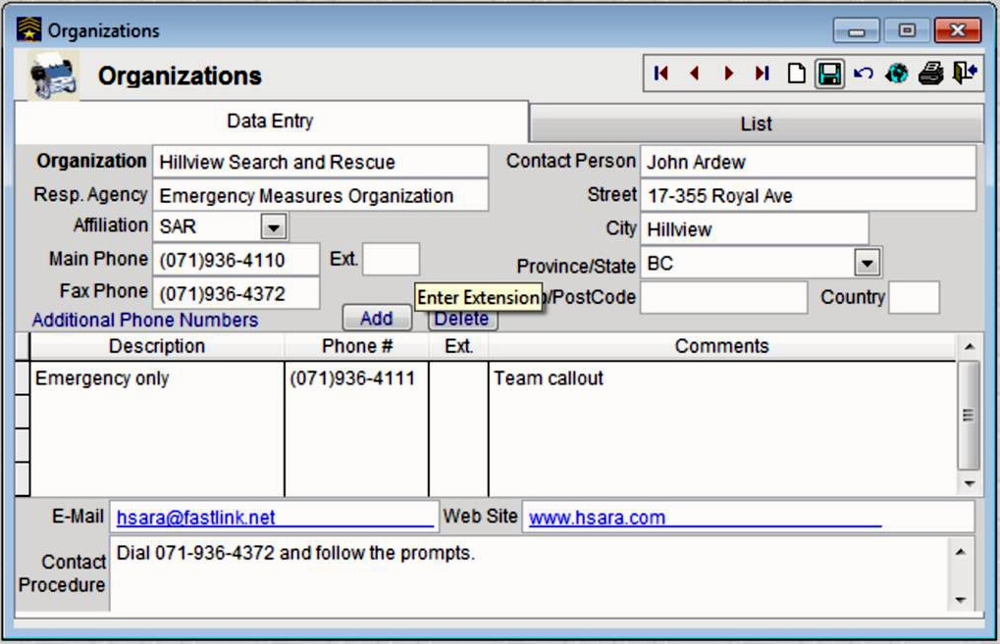 Organizations
Organizations
Data Entry List
Organization Hillview Search and Rescue Contact Person John Ardew
Resp. Agency Emergency Measures Organization Street 17-355 Royal Ave
Affiliation SAR City Hillview
Main Phone (071)936-4110 Ext. Province/State BC
Fax Phone (071)936-4372 Enter Extension /PostCode Country
Additional Phone Numbers Add Delete
Description Phone # Ext. Comments
Emergency only (071)936-4111 Team callout
E-Mail hsara@fastlink.net Web Site www.hsara.com
Contact Procedure Dial 071-936-4372 and follow the prompts.